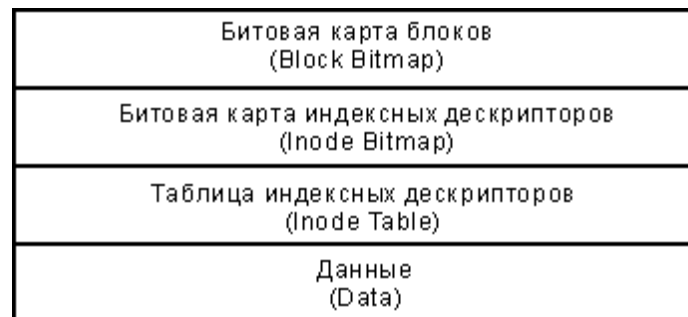 Битовая карта блоков
(Block Bitmap)
Битовая карта индексных дескрипторов
(Inode Bitmap)
Таблица индексных дескрипторов
(Inode Table)
Данные
(Data)